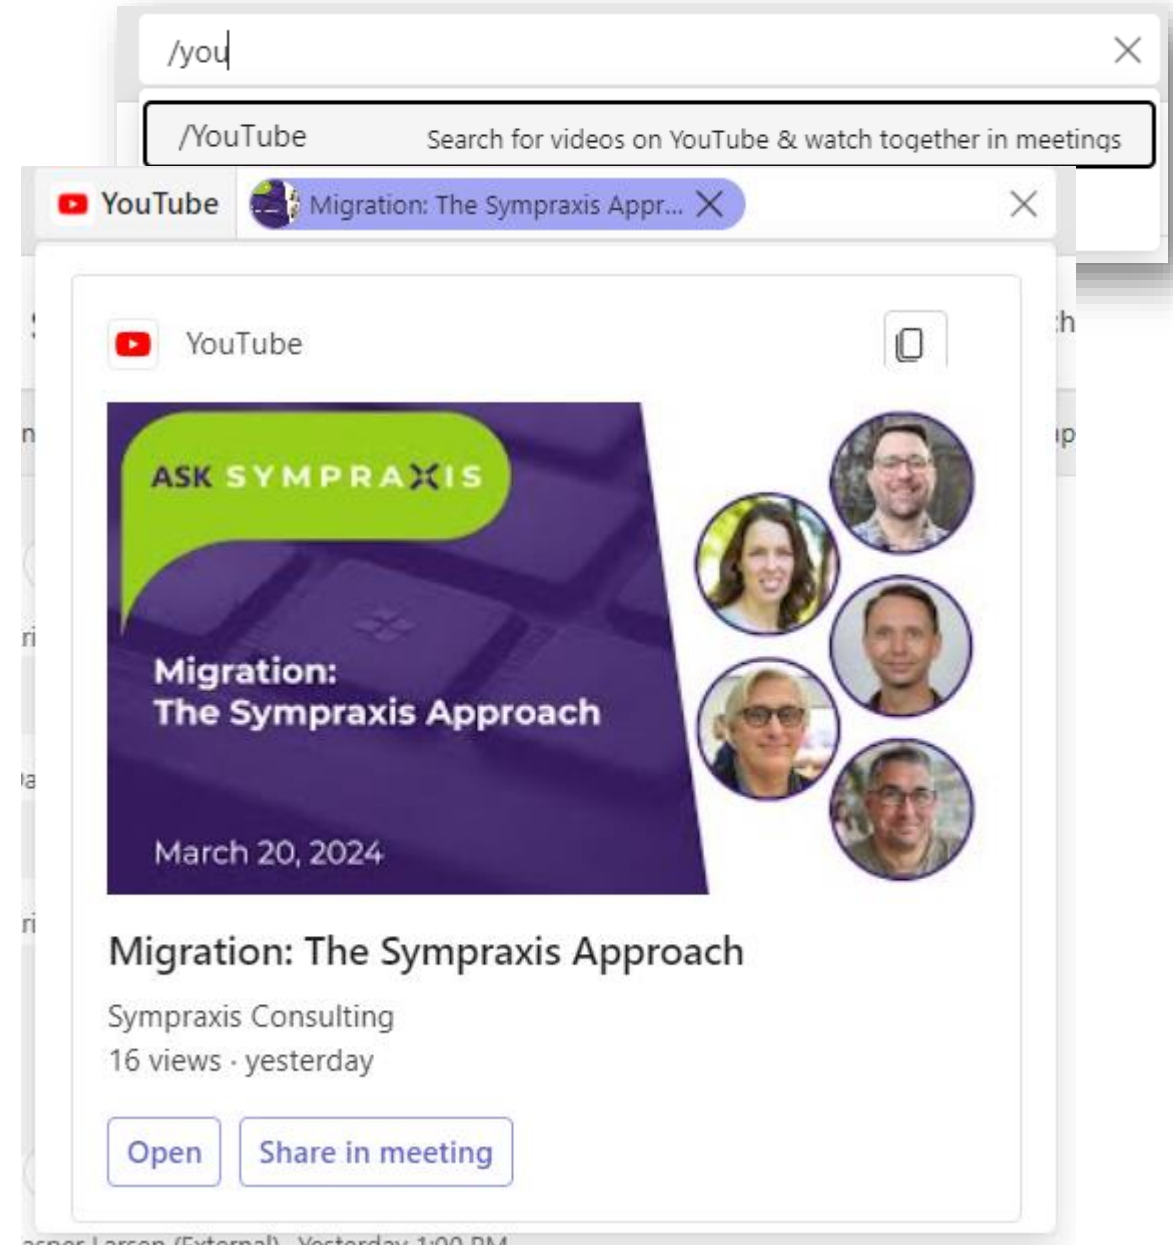 /you
/YouTube Search for videos on YouTube & watch together in meetings
YouTube Migration: The Sympraxis Appr...
YouTube
ASK SYMPRAXIS
Migration:
The Sympraxis Approach
March 20, 2024
Migration: The Sympraxis Approach
Sympraxis Consulting
16 views · yesterday
Open Share in meeting
Larsen (External) Yesterday 1:00 PM